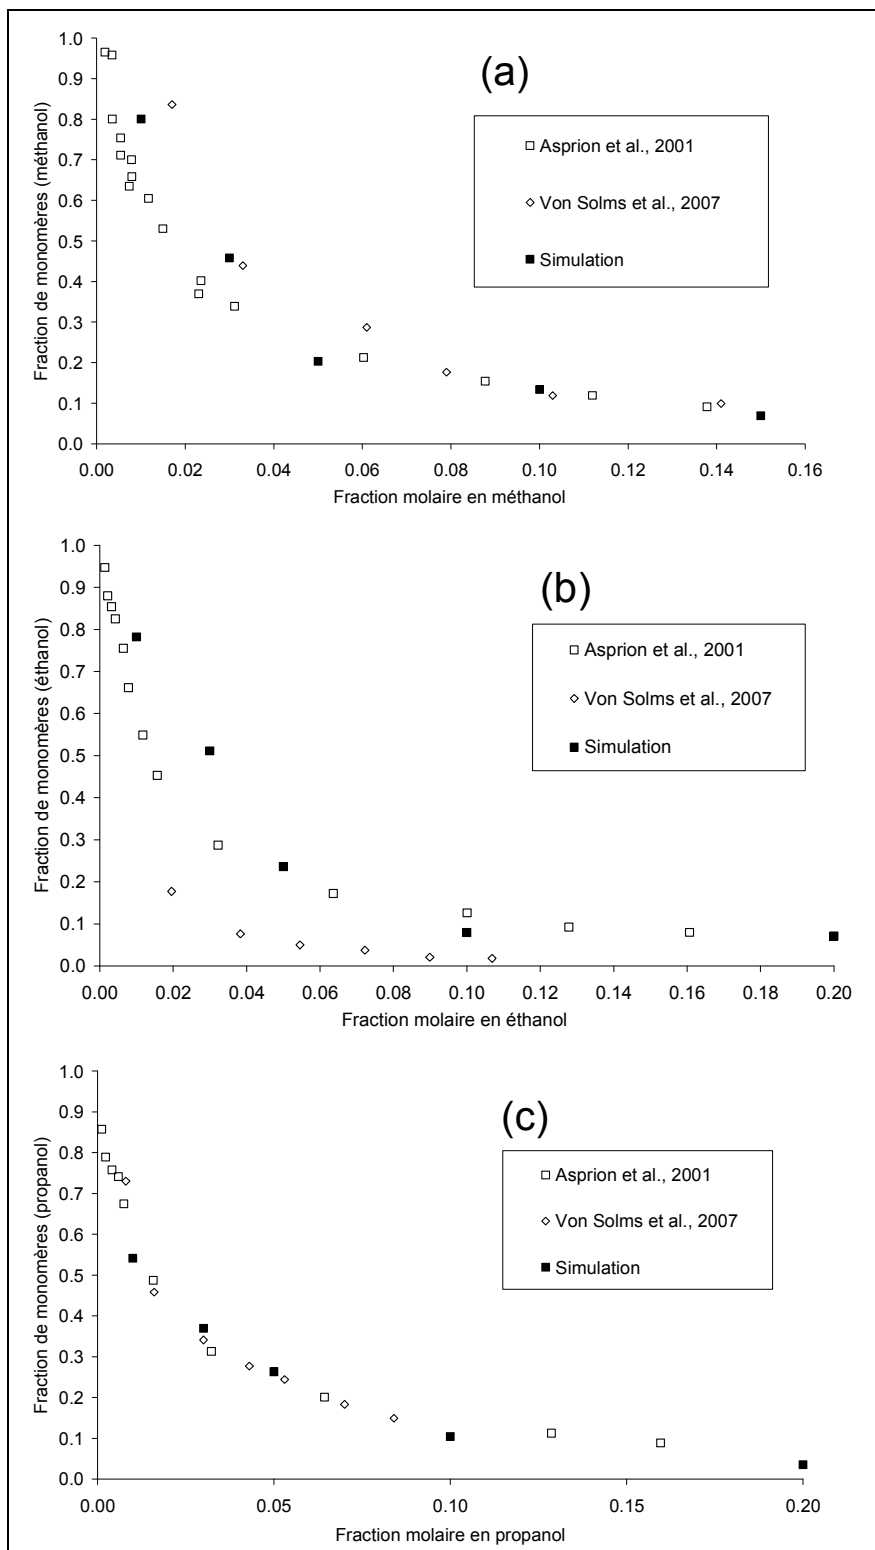 (a)
Fraction de monomères (méthanol)
1.0
0.9
0.8
0.7
0.6
0.5
0.4
0.3
0.2
0.1
0.0
Asprion et al., 2001
Von Solms et al., 2007
Simulation
0.00 0.02 0.04 0.06 0.08 0.10 0.12 0.14 0.16
Fraction molaire en méthanol
(b)
Fraction de monomères (éthanol)
1.0
0.9
0.8
0.7
0.6
0.5
0.4
0.3
0.2
0.1
0.0
Asprion et al., 2001
Von Solms et al., 2007
Simulation
0.00 0.02 0.04 0.06 0.08 0.10 0.12 0.14 0.16 0.18 0.20
Fraction molaire en éthanol
(c)
Fraction de monomères (propanol)
1.0
0.9
0.8
0.7
0.6
0.5
0.4
0.3
0.2
0.1
0.0
Asprion et al., 2001
Von Solms et al., 2007
Simulation
0.00 0.05 0.10 0.15 0.20
Fraction molaire en propanol